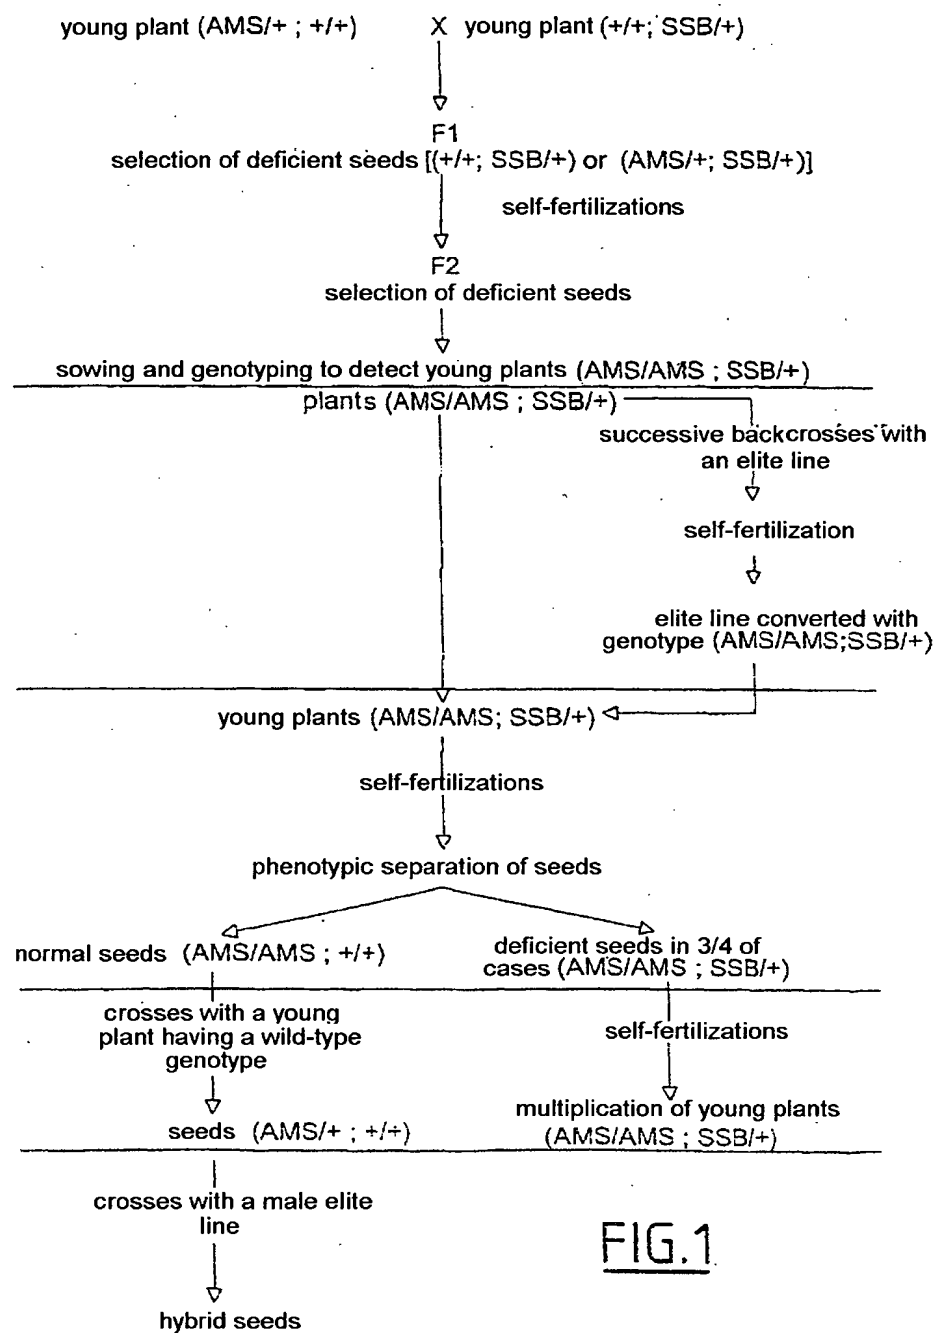 young plant (AMS/+ ; +/+) X young plant (+/+; SSB/+)
F1
selection of deficient seeds [(+/+; SSB/+) or (AMS/+; SSB/+)]
self-fertilizations
F2
selection of deficient seeds
sowing and genotyping to detect young plants (AMS/AMS ; SSB/+)
plants (AMS/AMS ; SSB/+)
successive backcrosses with
an elite line
self-fertilization
elite line converted with
genotype (AMS/AMS;SSB/+)
young plants (AMS/AMS; SSB/+)
self-fertilizations
phenotypic separation of seeds
normal seeds (AMS/AMS ; +/+)
deficient seeds in 3/4 of
cases (AMS/AMS ; SSB/+)
crosses with a young
plant having a wild-type
genotype
self-fertilizations
seeds (AMS/+ ; +/+)
multiplication of young plants
(AMS/AMS ; SSB/+)
crosses with a male elite
line
hybrid seeds
FIG.1